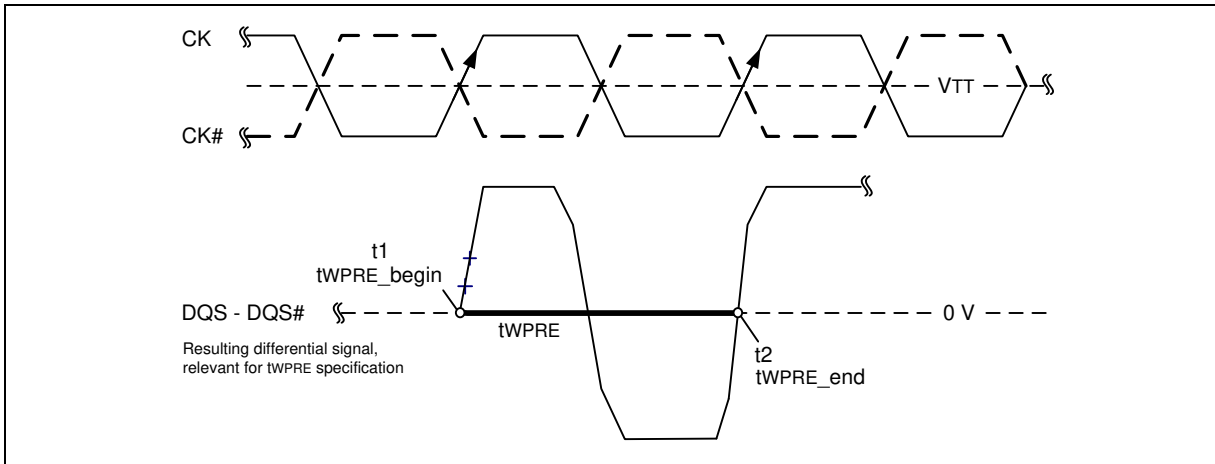 CK
VTT
CK#
t1
tWPRE_begin
DQS - DQS#
tWPRE
0 V
Resulting differential signal,
relevant for tWPRE specification
t2
tWPRE_end